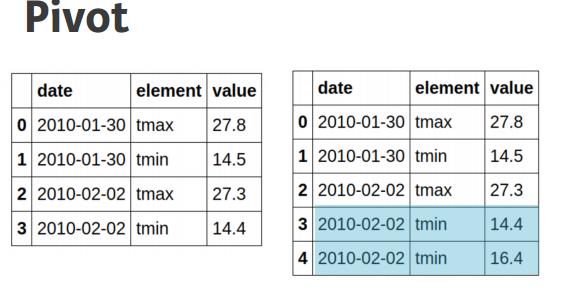 Pivot
date element value
0 2010-01-30 tmax 27.8
1 2010-01-30 tmin 14.5
2 2010-02-02 tmax 27.3
3 2010-02-02 tmin 14.4
date element value
0 2010-01-30 tmax 27.8
1 2010-01-30 tmin 14.5
2 2010-02-02 tmax 27.3
3 2010-02-02 tmin 14.4
4 2010-02-02 tmin 16.4